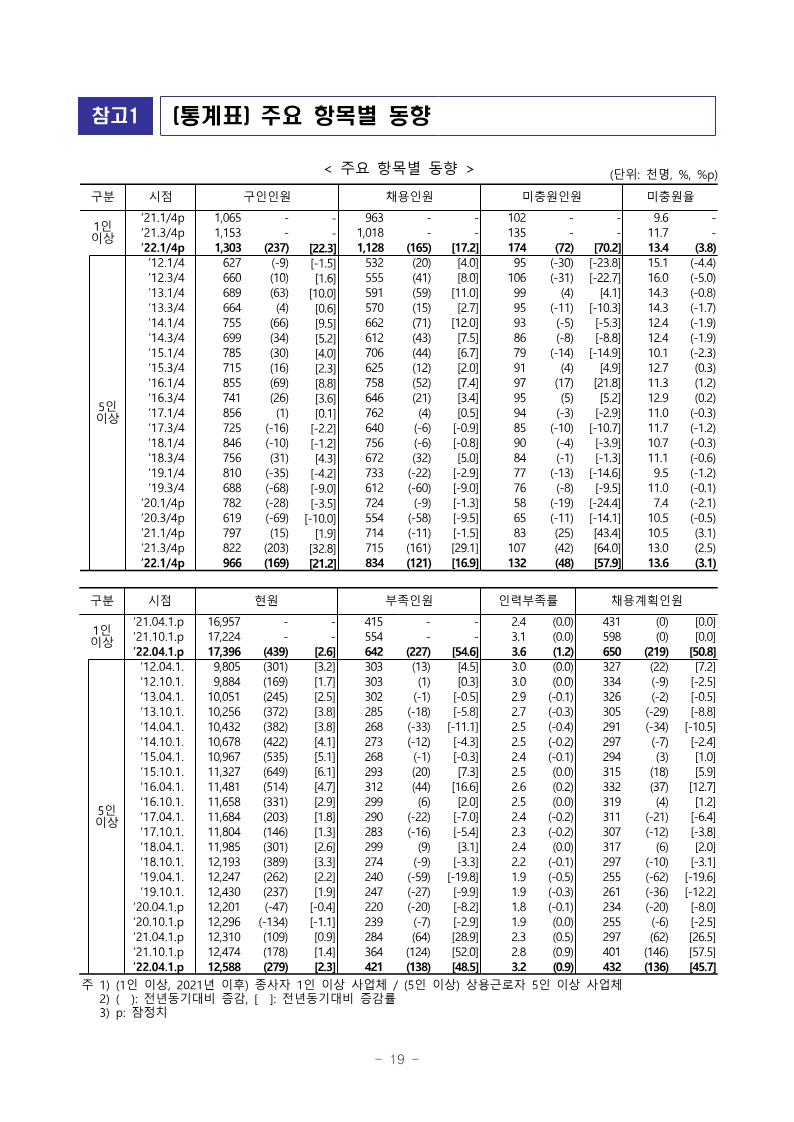 참고1
(통계표) 주요 항목별 동향
< 주요 항목별 동향 >
(단위: 천명, %, %p)
구분 시점 구인인원 채용인원 미충원인원 미충원율
1인 이상
'21.1/4p 1,065 - - 963 - - 102 - - 9.6 -
'21.3/4p 1,153 - - 1,018 - - 135 - - 11.7 -
'22.1/4p 1,303 (237) [22.3] 1,128 (165) [17.2] 174 (72) [70.2] 13.4 (3.8)
5인 이상
'12.1/4 627 (-9) [-1.5] 532 (20) [4.0] 95 (-30) [-23.8] 15.1 (-4.4)
'12.3/4 660 (10) [1.6] 555 (41) [8.0] 106 (-31) [-22.7] 16.0 (-5.0)
'13.1/4 689 (63) [10.0] 591 (59) [11.0] 99 (4) [4.1] 14.3 (-0.8)
'13.3/4 664 (4) [0.6] 570 (15) [2.7] 95 (-11) [-10.3] 14.3 (-1.7)
'14.1/4 755 (66) [9.5] 662 (71) [12.0] 93 (-5) [-5.3] 12.4 (-1.9)
'14.3/4 699 (34) [5.2] 612 (43) [7.5] 86 (-8) [-8.8] 12.4 (-1.9)
'15.1/4 785 (30) [4.0] 706 (44) [6.7] 79 (-14) [-14.9] 10.1 (-2.3)
'15.3/4 715 (16) [2.3] 625 (12) [2.0] 91 (4) [4.9] 12.7 (0.3)
'16.1/4 855 (69) [8.8] 758 (52) [7.4] 97 (17) [21.8] 11.3 (1.2)
'16.3/4 741 (26) [3.6] 646 (21) [3.4] 95 (5) [5.2] 12.9 (0.2)
'17.1/4 856 (1) [0.1] 762 (4) [0.5] 94 (-3) [-2.9] 11.0 (-0.3)
'17.3/4 725 (-16) [-2.2] 640 (-6) [-0.9] 85 (-10) [-10.7] 11.7 (-1.2)
'18.1/4 846 (-10) [-1.2] 756 (-6) [-0.8] 90 (-4) [-3.9] 10.7 (-0.3)
'18.3/4 756 (31) [4.3] 672 (32) [5.0] 84 (-1) [-1.3] 11.1 (-0.6)
'19.1/4 810 (-35) [-4.2] 733 (-22) [-2.9] 77 (-13) [-14.6] 9.5 (-1.2)
'19.3/4 688 (-68) [-9.0] 612 (-60) [-9.0] 76 (-8) [-9.5] 11.0 (-0.1)
'20.1/4p 782 (-28) [-3.5] 724 (-9) [-1.3] 58 (-19) [-24.4] 7.4 (-2.1)
'20.3/4p 619 (-69) [-10.0] 554 (-58) [-9.5] 65 (-11) [-14.1] 10.5 (-0.5)
'21.1/4p 797 (15) [1.9] 714 (-11) [-1.5] 83 (25) [43.4] 10.5 (3.1)
'21.3/4p 822 (203) [32.8] 715 (161) [29.1] 107 (42) [64.0] 13.0 (2.5)
'22.1/4p 966 (169) [21.2] 834 (121) [16.9] 132 (48) [57.9] 13.6 (3.1)
구분 시점 현원 부족인원 인력부족률 채용계획인원
1인 이상
'21.04.1.p 16,957 - - 415 - - 2.4 (0.0) 431 (0) [0.0]
'21.10.1.p 17,224 - - 554 - - 3.1 (0.0) 598 (0) [0.0]
'22.04.1.p 17,396 (439) [2.6] 642 (227) [54.6] 3.6 (1.2) 650 (219) [50.8]
5인 이상
'12.04.1. 9,805 (301) [3.2] 303 (13) [4.5] 3.0 (0.0) 327 (22) [7.2]
'12.10.1. 9,884 (169) [1.7] 303 (1) [0.3] 3.0 (0.0) 334 (-9) [-2.5]
'13.04.1. 10,051 (245) [2.5] 302 (-1) [-0.5] 2.9 (-0.1) 326 (-2) [-0.5]
'13.10.1. 10,256 (372) [3.8] 285 (-18) [-5.8] 2.7 (-0.3) 305 (-29) [-8.8]
'14.04.1. 10,432 (382) [3.8] 268 (-33) [-11.1] 2.5 (-0.4) 291 (-34) [-10.5]
'14.10.1. 10,678 (422) [4.1] 273 (-12) [-4.3] 2.5 (-0.2) 297 (-7) [-2.4]
'15.04.1. 10,967 (535) [5.1] 268 (-1) [-0.3] 2.4 (-0.1) 294 (3) [1.0]
'15.10.1. 11,327 (649) [6.1] 293 (20) [7.3] 2.5 (0.0) 315 (18) [5.9]
'16.04.1. 11,481 (514) [4.7] 312 (44) [16.6] 2.6 (0.2) 332 (37) [12.7]
'16.10.1. 11,658 (331) [2.9] 299 (6) [2.0] 2.5 (0.0) 319 (4) [1.2]
'17.04.1. 11,684 (203) [1.8] 290 (-22) [-7.0] 2.4 (-0.2) 311 (-21) [-6.4]
'17.10.1. 11,804 (146) [1.3] 283 (-16) [-5.4] 2.3 (-0.2) 307 (-12) [-3.8]
'18.04.1. 11,985 (301) [2.6] 299 (9) [3.1] 2.4 (0.0) 317 (6) [2.0]
'18.10.1. 12,193 (389) [3.3] 274 (-9) [-3.3] 2.2 (-0.1) 297 (-10) [-3.1]
'19.04.1. 12,247 (262) [2.2] 240 (-59) [-19.8] 1.9 (-0.5) 255 (-62) [-19.6]
'19.10.1. 12,430 (237) [1.9] 247 (-27) [-9.9] 1.9 (-0.3) 261 (-36) [-12.2]
'20.04.1.p 12,201 (-47) [-0.4] 220 (-20) [-8.2] 1.8 (-0.1) 234 (-20) [-8.0]
'20.10.1.p 12,296 (-134) [-1.1] 239 (-7) [-2.9] 1.9 (0.0) 255 (-6) [-2.5]
'21.04.1.p 12,310 (109) [0.9] 284 (64) [28.9] 2.3 (0.5) 297 (62) [26.5]
'21.10.1.p 12,474 (178) [1.4] 364 (124) [52.0] 2.8 (0.9) 401 (146) [57.5]
'22.04.1.p 12,588 (279) [2.3] 421 (138) [48.5] 3.2 (0.9) 432 (136) [45.7]
주 1) (1인 이상, 2021년 이후) 종사자 1인 이상 사업체 / (5인 이상) 상용근로자 5인 이상 사업체
2) ( ): 전년동기대비 증감, [ ]: 전년동기대비 증감률
3) p: 잠정치
- 19 -